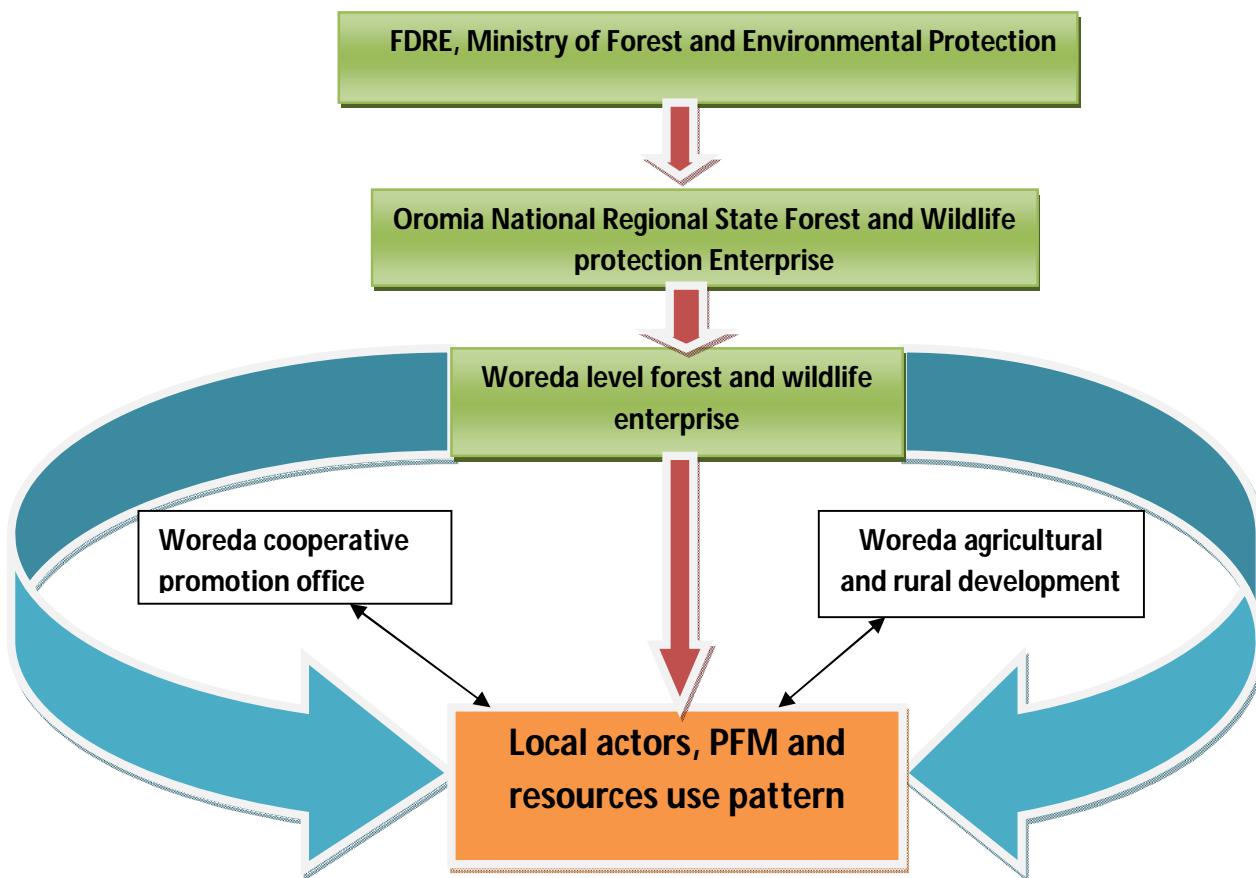 FDRE, Ministry of Forest and Environmental Protection
Oromia National Regional State Forest and Wildlife
protection Enterprise
Woreda level forest and wildlife
enterprise
Woreda cooperative
promotion office
Woreda agricultural
and rural development
Local actors, PFM and
resources use pattern